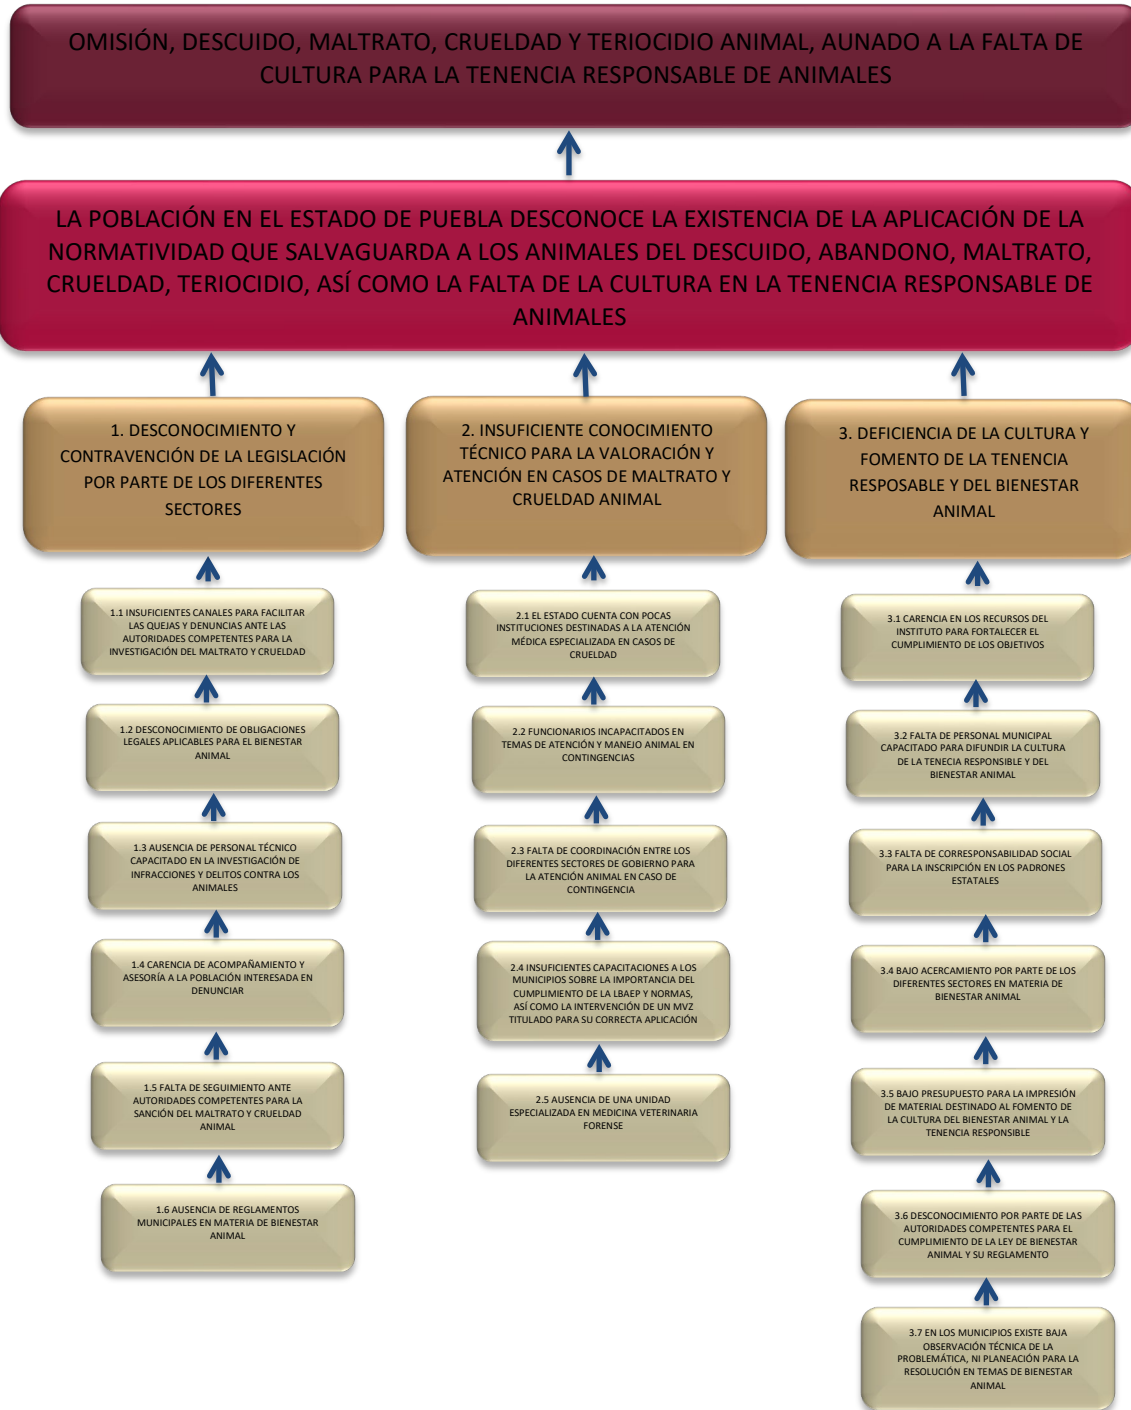 OMISIÓN, DESCUIDO, MALTRATO, CRUELDAD Y TERIOCIDIO ANIMAL, AUNADO A LA FALTA DE
CULTURA PARA LA TENENCIA RESPONSABLE DE ANIMALES
LA POBLACIÓN EN EL ESTADO DE PUEBLA DESCONOCE LA EXISTENCIA DE LA APLICACIÓN DE LA
NORMATIVIDAD QUE SALVAGUARDA A LOS ANIMALES DEL DESCUIDO, ABANDONO, MALTRATO,
CRUELDAD, TERIOCIDIO, ASÍ COMO LA FALTA DE LA CULTURA EN LA TENENCIA RESPONSABLE DE
ANIMALES
1. DESCONOCIMIENTO Y
CONTRAVENCIÓN DE LA LEGISLACIÓN
POR PARTE DE LOS DIFERENTES
SECTORES
1.1 INSUFICIENTES CANALES PARA FACILITAR
LAS QUEJAS Y DENUNCIAS ANTE LAS
AUTORIDADES COMPETENTES PARA LA
INVESTIGACIÓN DEL MALTRATO Y CRUELDAD
1.2 DESCONOCIMIENTO DE OBLIGACIONES
LEGALES APLICABLES PARA EL BIENESTAR
ANIMAL
1.3 AUSENCIA DE PERSONAL TÉCNICO
CAPACITADO EN LA INVESTIGACIÓN DE
INFRACCIONES Y DELITOS CONTRA LOS
ANIMALES
1.4 CARENCIA DE ACOMPAÑAMIENTO Y
ASESORÍA A LA POBLACIÓN INTERESADA EN
DENUNCIAR
1.5 FALTA DE SEGUIMIENTO ANTE
AUTORIDADES COMPETENTES PARA LA
SANCIÓN DEL MALTRATO Y CRUELDAD
ANIMAL
1.6 AUSENCIA DE REGLAMENTOS
MUNICIPALES EN MATERIA DE BIENESTAR
ANIMAL
2. INSUFICIENTE CONOCIMIENTO
TÉCNICO PARA LA VALORACIÓN Y
ATENCIÓN EN CASOS DE MALTRATO Y
CRUELDAD ANIMAL
2.1 EL ESTADO CUENTA CON POCAS
INSTITUCIONES DESTINADAS A LA ATENCIÓN
MÉDICA ESPECIALIZADA EN CASOS DE
CRUELDAD
2.2 FUNCIONARIOS INCAPACITADOS EN
TEMAS DE ATENCIÓN Y MANEJO ANIMAL EN
CONTINGENCIAS
2.3 FALTA DE COORDINACIÓN ENTRE LOS
DIFERENTES SECTORES DE GOBIERNO PARA
LA ATENCIÓN ANIMAL EN CASO DE
CONTINGENCIA
2.4 INSUFICIENTES CAPACITACIONES A LOS
MUNICIPIOS SOBRE LA IMPORTANCIA DEL
CUMPLIMIENTO DE LA LBAEP Y NORMAS,
ASÍ COMO LA INTERVENCIÓN DE UN MVZ
TITULADO PARA SU CORRECTA APLICACIÓN
2.5 AUSENCIA DE UNA UNIDAD
ESPECIALIZADA EN MEDICINA VETERINARIA
FORENSE
3. DEFICIENCIA DE LA CULTURA Y
FOMENTO DE LA TENENCIA
RESPOSABLE Y DEL BIENESTAR
ANIMAL
3.1 CARENCIA EN LOS RECURSOS DEL
INSTITUTO PARA FORTALECER EL
CUMPLIMIENTO DE LOS OBJETIVOS
3.2 FALTA DE PERSONAL MUNICIPAL
CAPACITADO PARA DIFUNDIR LA CULTURA
DE LA TENECIA RESPONSIBLE Y DEL
BIENESTAR ANIMAL
3.3 FALTA DE CORRESPONSABILIDAD SOCIAL
PARA LA INSCRIPCIÓN EN LOS PADRONES
ESTATALES
3.4 BAJO ACERCAMIENTO POR PARTE DE LOS
DIFERENTES SECTORES EN MATERIA DE
BIENESTAR ANIMAL
3.5 BAJO PRESUPUESTO PARA LA IMPRESIÓN
DE MATERIAL DESTINADO AL FOMENTO DE
LA CULTURA DEL BIENESTAR ANIMAL Y LA
TENENCIA RESPONSIBLE
3.6 DESCONOCIMIENTO POR PARTE DE LAS
AUTORIDADES COMPETENTES PARA EL
CUMPLIMIENTO DE LA LEY DE BIENESTAR
ANIMAL Y SU REGLAMENTO
3.7 EN LOS MUNICIPIOS EXISTE BAJA
OBSERVACIÓN TÉCNICA DE LA
PROBLEMÁTICA, NI PLANEACIÓN PARA LA
RESOLUCIÓN EN TEMAS DE BIENESTAR
ANIMAL